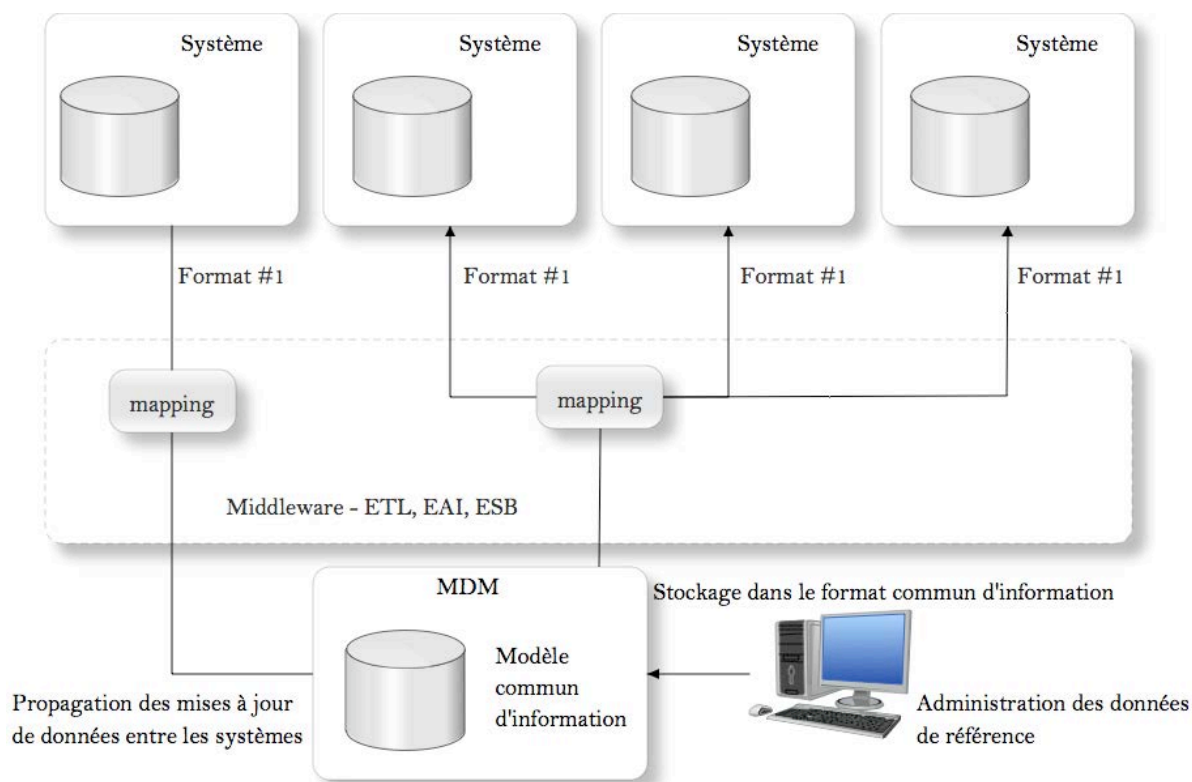 Système
Système
Système
Système
Format #1
Format #1
Format #1
Format #1
mapping
mapping
Middleware - ETL, EAI, ESB
MDM
Stockage dans le format commun d'information
Modèle
commun
d'information
Propagation des mises à jour
de données entre les systèmes
Administration des données
de référence